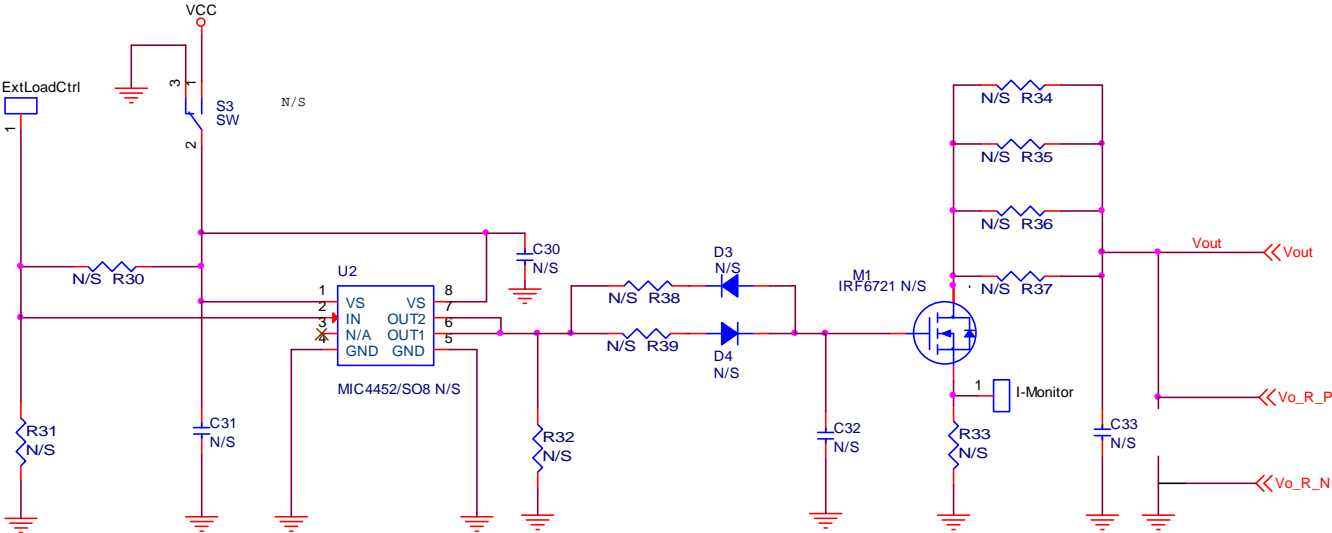 VCC
ExtLoadCtrl
1
3
1
S3
SW
2
N/S
N/S R34
N/S R35
N/S R36
N/S R37
N/S R30
C30
N/S
U2
1
2
3
4
VS
IN
N/A
GND
VS
OUT2
OUT1
GND
8
7
6
5
MIC4452/SO8 N/S
D3
N/S
N/S R38
N/S R39
D4
N/S
M1
IRF6721 N/S
Vout
Vout
1
I-Monitor
Vo_R_P
R31
N/S
C31
N/S
R32
N/S
C32
N/S
R33
N/S
C33
N/S
Vo_R_N